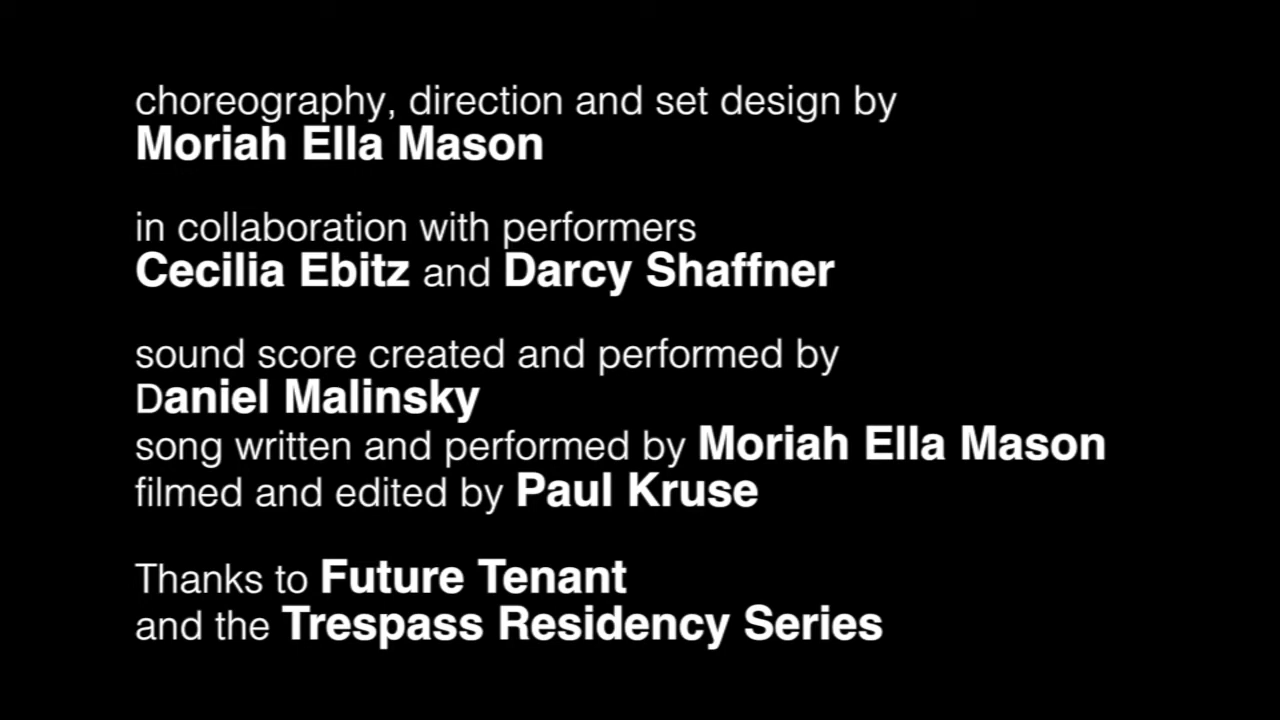 choreography, direction and set design by
Moriah Ella Mason
in collaboration with performers
Cecilia Ebitz and Darcy Shaffner
sound score created and performed by
Daniel Malinsky
song written and performed by Moriah Ella Mason
filmed and edited by Paul Kruse
Thanks to Future Tenant
and the Trespass Residency Series